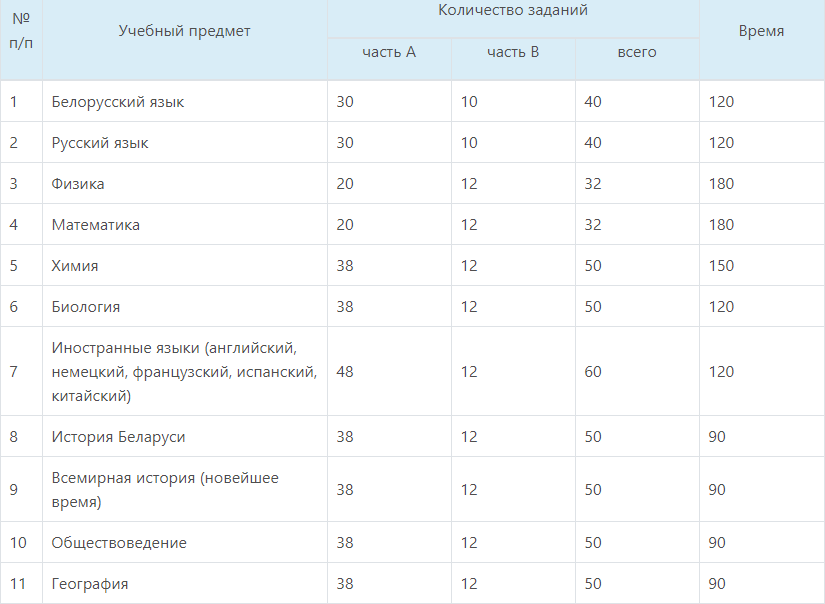 № п/п Учебный предмет Количество заданий Время
часть А часть В всего
1 Белорусский язык 30 10 40 120
2 Русский язык 30 10 40 120
3 Физика 20 12 32 180
4 Математика 20 12 32 180
5 Химия 38 12 50 150
6 Биология 38 12 50 120
7 Иностранные языки (английский,
немецкий, французский, испанский,
китайский) 48 12 60 120
8 История Беларуси 38 12 50 90
9 Всемирная история (новейшее
время) 38 12 50 90
10 Обществоведение 38 12 50 90
11 География 38 12 50 90